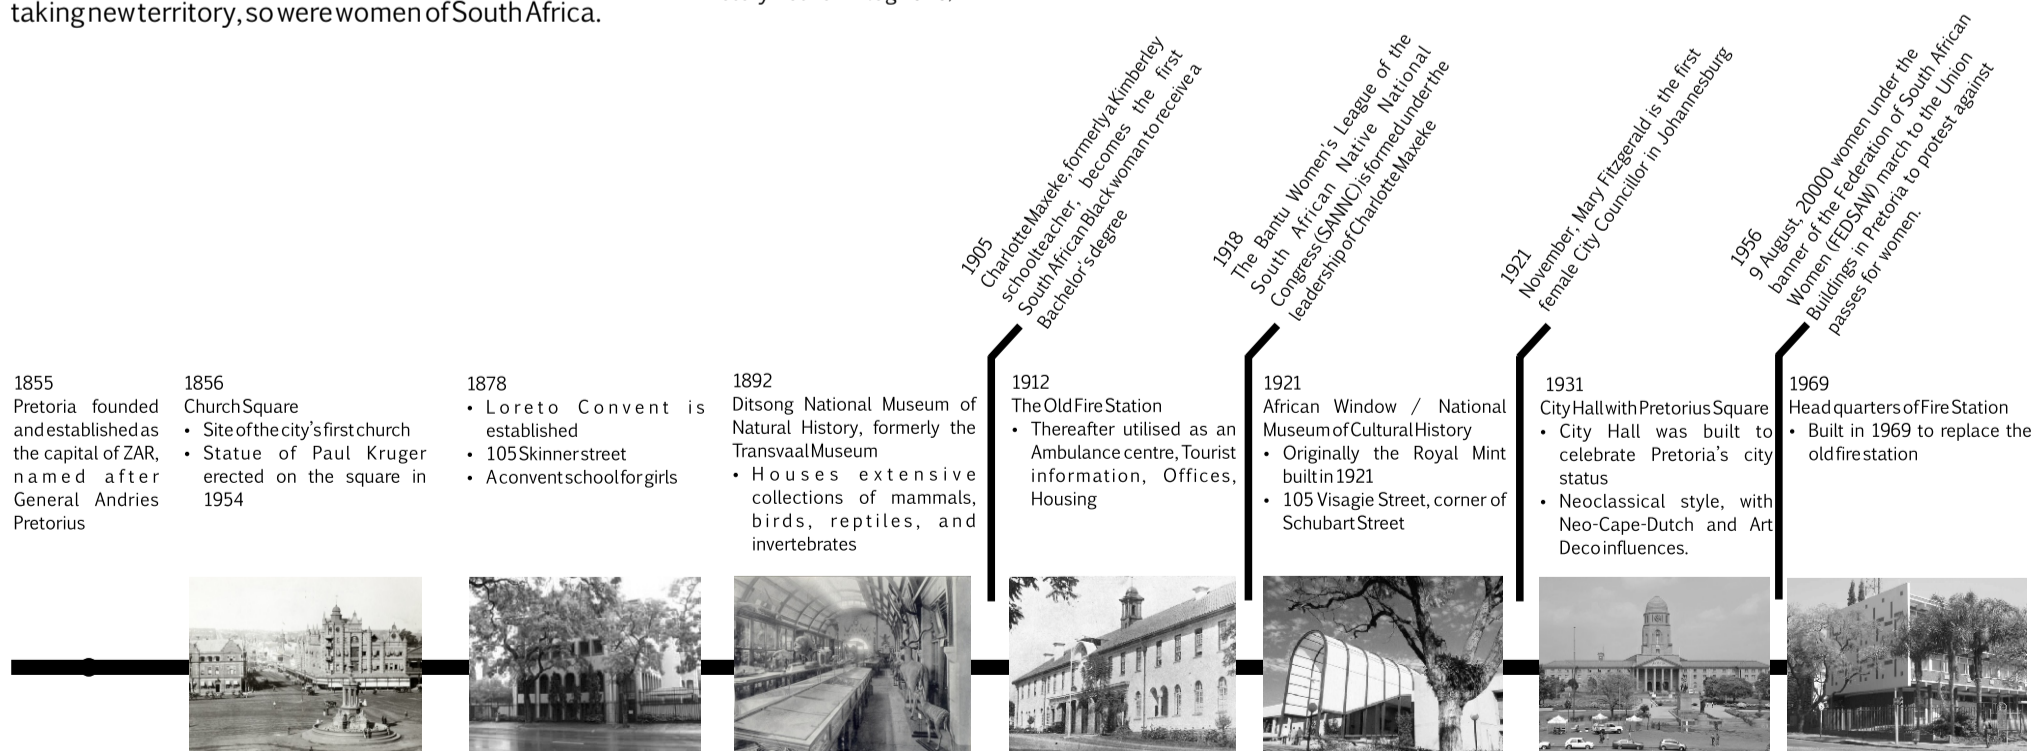 taking new territory, so were women of South Africa.
1905
Charlotte Maxeke, formerly a Kimberley
schoolteacher, becomes the first
South African Black woman to receive a
Bachelor's degree
1918
The Bantu Women's League of the
South African Native National
Congress (SANNC) is formed under the
leadership of Charlotte Maxeke
1921
November, Mary Fitzgerald is the first
female City Councillor in Johannesburg
1956
9 August, 20000 women under the
banner of the Federation of South African
Women (FEDSAW) march to the Union
Buildings in Pretoria to protest against
passes for women.
1855
Pretoria founded
and established as
the capital of ZAR,
named after
General Andries
Pretorius
1856
Church Square
• Site of the city's first church
• Statue of Paul Kruger
erected on the square in
1954
1878
• Loreto Convent is
established
• 105 Skinner street
• A convent school for girls
1892
Ditsong National Museum of
Natural History, formerly the
Transvaal Museum
• Houses extensive
collections of mammals,
birds, reptiles, and
invertebrates
1912
The Old Fire Station
• Thereafter utilised as an
Ambulance centre, Tourist
information, Offices,
Housing
1921
African Window / National
Museum of Cultural History
• Originally the Royal Mint
built in 1921
• 105 Visagie Street, corner of
Schubart Street
1931
City Hall with Pretorius Square
• City Hall was built to
celebrate Pretoria's city
status
• Neoclassical style, with
Neo-Cape-Dutch and Art
Deco influences.
1969
Head quarters of Fire Station
• Built in 1969 to replace the
old fire station